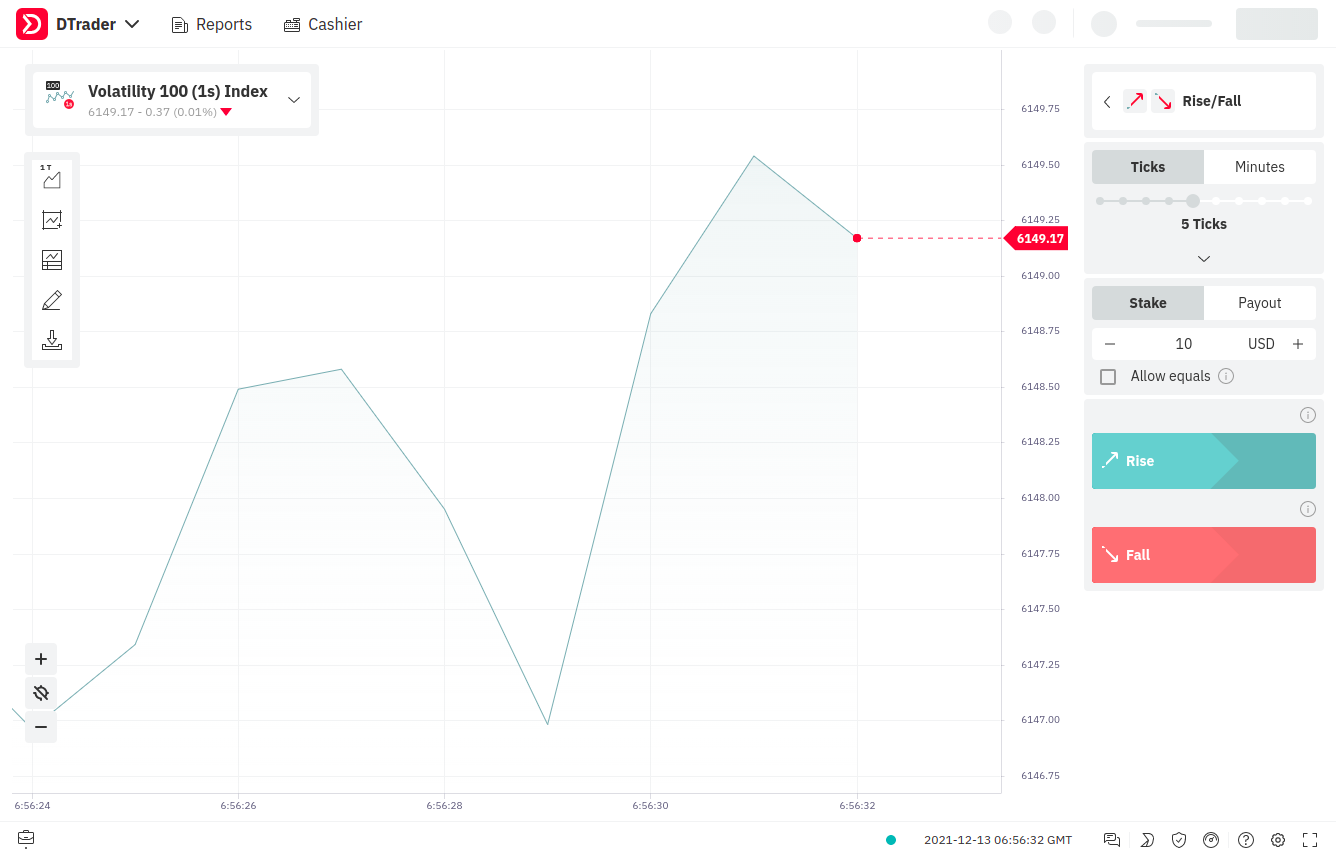 DTrader
Reports
Cashier
100
1s
Volatility 100 (1s) Index
6149.17 - 0.37 (0.01%)
1 T
6149.75
6149.50
6149.25
6149.17
6149.00
6148.75
6148.50
6148.25
6148.00
6147.75
6147.50
6147.25
6147.00
6146.75
6:56:24
6:56:26
6:56:28
6:56:30
6:56:32
Rise/Fall
Ticks
Minutes
5 Ticks
Stake
Payout
10
USD
Allow equals
Rise
Fall
2021-12-13 06:56:32 GMT